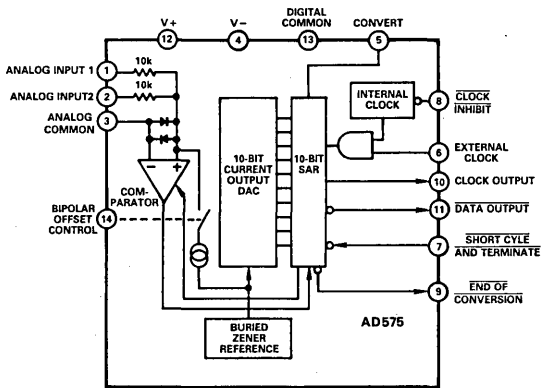 V+
12
V−
4
DIGITAL
COMMON
13
CONVERT
5
ANALOG INPUT 1
1
10k
ANALOG INPUT2
2
10k
ANALOG
COMMON
3
−
+
COM-
PARATOR
BIPOLAR
OFFSET
CONTROL
14
10-BIT
CURRENT
OUTPUT
DAC
10-BIT
SAR
INTERNAL
CLOCK
8
CLOCK
INHIBIT
6
EXTERNAL
CLOCK
10
CLOCK OUTPUT
11
DATA OUTPUT
7
SHORT CYLE
AND TERMINATE
9
END OF
CONVERSION
BURIED
ZENER
REFERENCE
AD575